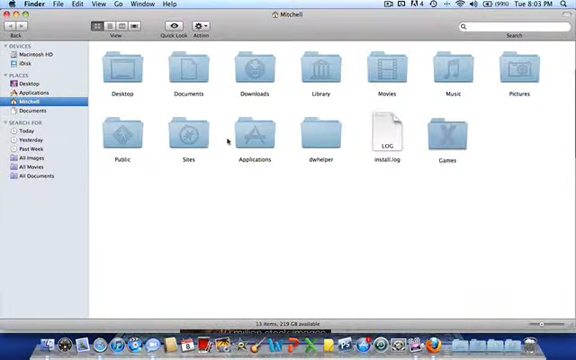 Finder File Edit View Go Window Help
4 (99%) Tue 8:03 PM
Mitchell
Back View Quick Look Action Search
DEVICES
Macintosh HD
iDisk
PLACES
Desktop
Applications
Mitchell
Documents
SEARCH FOR
Today
Yesterday
Past Week
All Images
All Movies
All Documents
Desktop Documents Downloads Library Movies Music Pictures
LOG
Public Sites Applications dwhelper install.log Games
13 items, 219 GB available
8